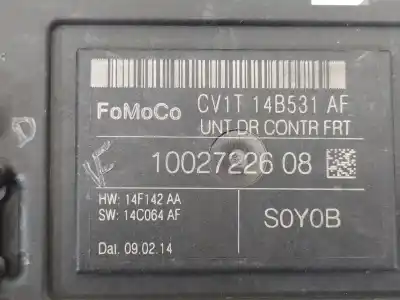 FoMoCo CV1T 14B531 AF
UNT DR CONTR FRT
10027226 08
HW: 14F142 AA
SW: 14C064 AF
SOYOB
Dat. 09.02.14